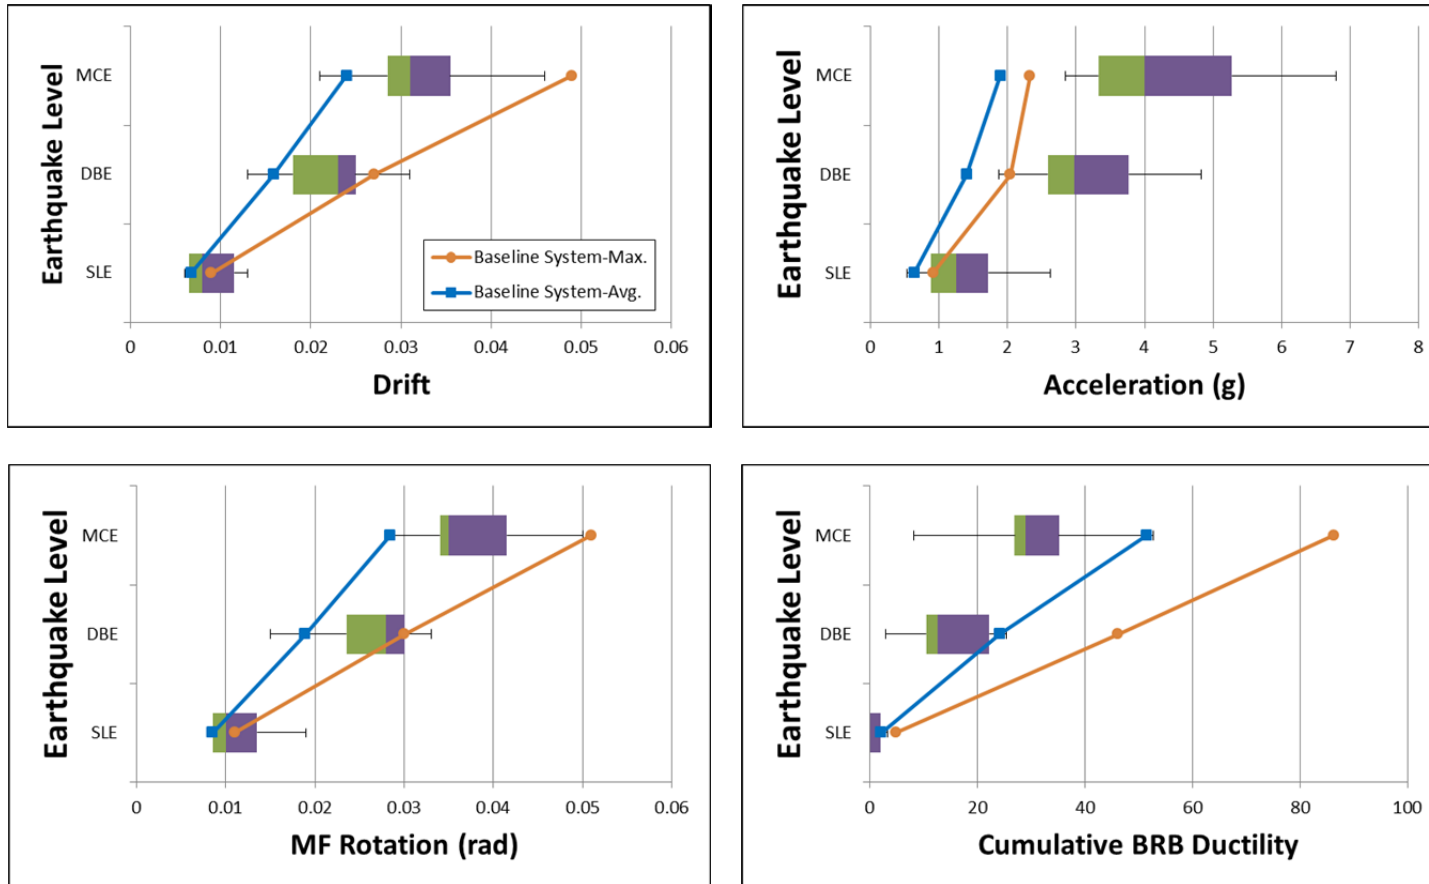 Earthquake Level
MCE
DBE
SLE
Baseline System-Max.
Baseline System-Avg.
0 0.01 0.02 0.03 0.04 0.05 0.06
Drift
Earthquake Level
MCE
DBE
SLE
0 1 2 3 4 5 6 7 8
Acceleration (g)
Earthquake Level
MCE
DBE
SLE
0 0.01 0.02 0.03 0.04 0.05 0.06
MF Rotation (rad)
Earthquake Level
MCE
DBE
SLE
0 20 40 60 80 100
Cumulative BRB Ductility